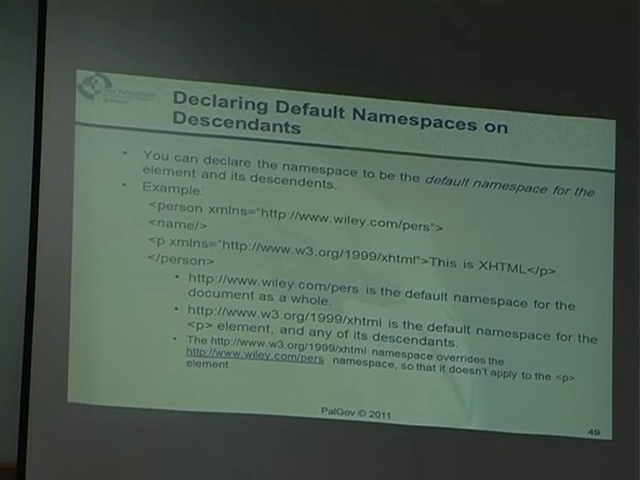 Declaring Default Namespaces on
Descendants
• You can declare the namespace to be the default namespace for the
element and its descendents.
• Example:
<person xmlns="http://www.wiley.com/pers">
<name/>
<p xmlns="http://www.w3.org/1999/xhtml">This is XHTML</p>
</person>
• http://www.wiley.com/pers is the default namespace for the
document as a whole.
• http://www.w3.org/1999/xhtml is the default namespace for the
<p> element, and any of its descendants.
• The http://www.w3.org/1999/xhtml namespace overrides the
http://www.wiley.com/pers namespace, so that it doesn't apply to the <p>
element
PalGov © 2011
49